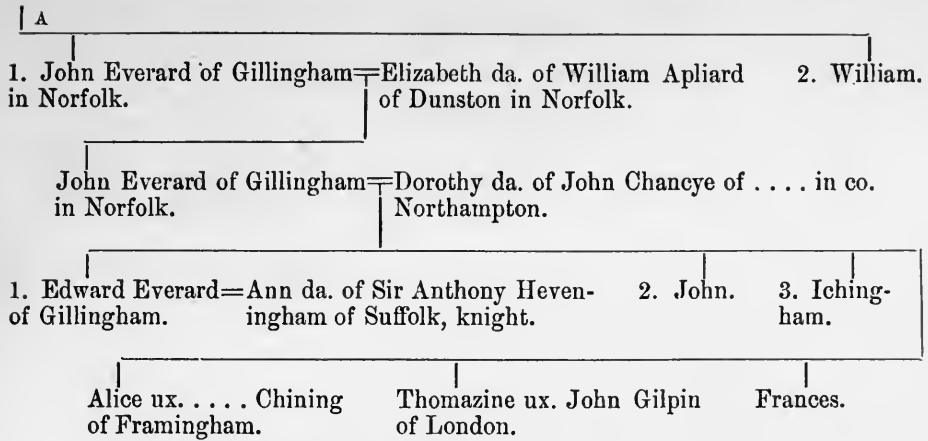 A
1. John Everard of Gillingham=Elizabeth da. of William Apliard 2. William.
in Norfolk. of Dunston in Norfolk.
John Everard of Gillingham=Dorothy da. of John Chancye of . . . . in co.
in Norfolk. Northampton.
1. Edward Everard=Ann da. of Sir Anthony Heven- 2. John. 3. Iching-
of Gillingham. ingham of Suffolk, knight. ham.
Alice ux. . . . . Chining Thomazine ux. John Gilpin Frances.
of Framingham. of London.